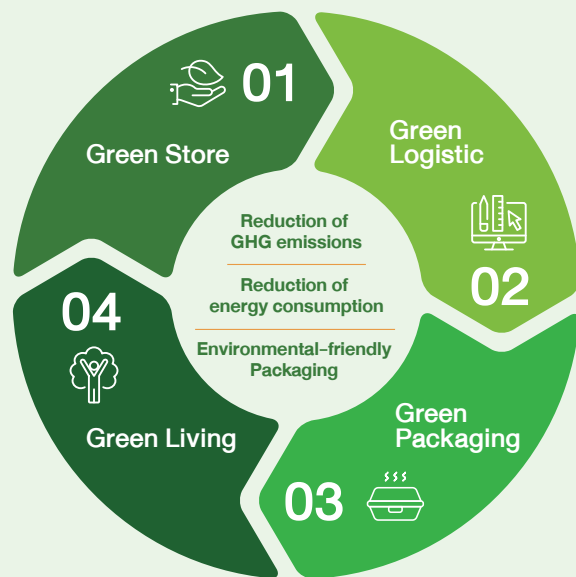 01
Green Store
Green
Logistic
02
Green
Packaging
03
04
Green Living
Reduction of
GHG emissions
Reduction of
energy consumption
Environmental-friendly
Packaging